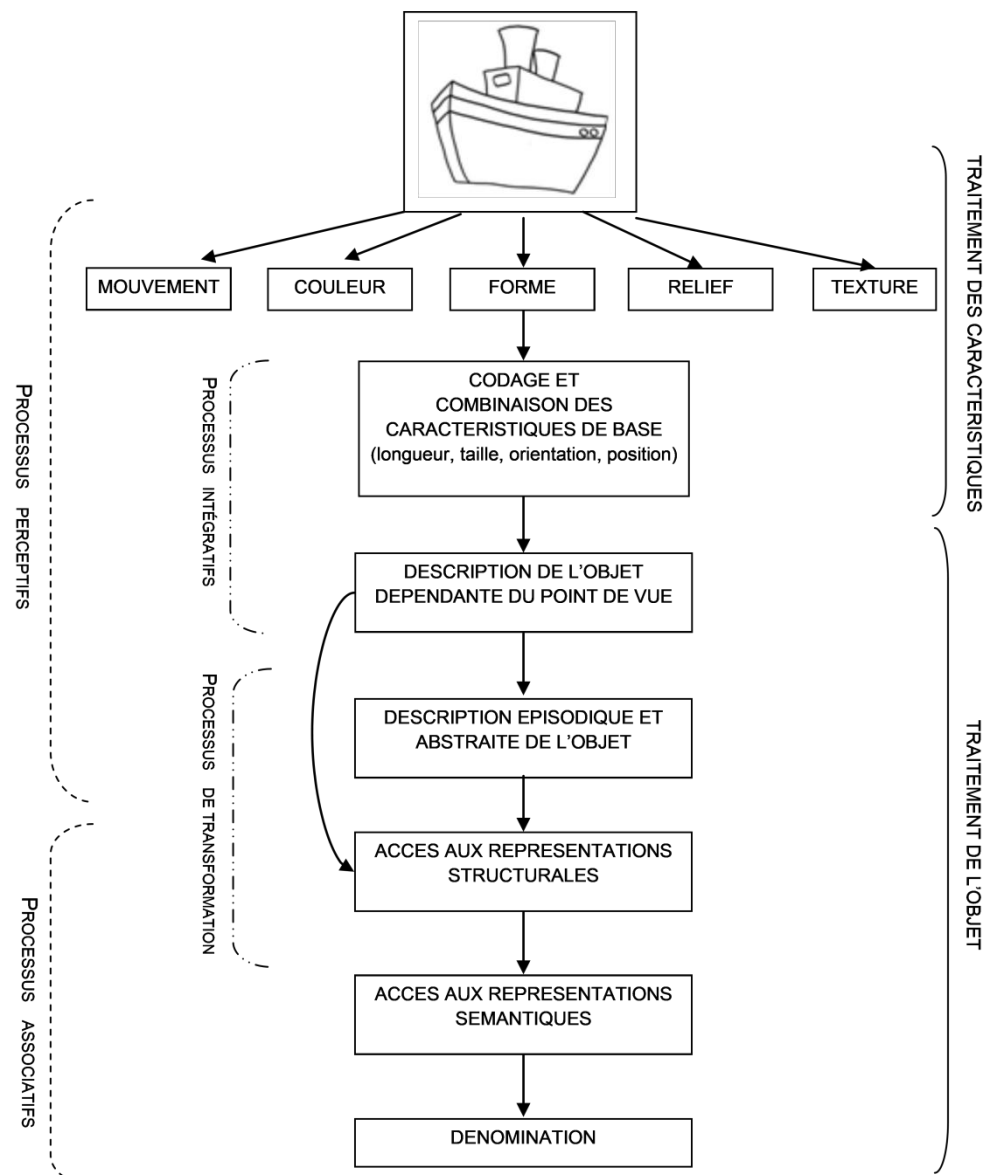 MOUVEMENT
COULEUR
FORME
RELIEF
TEXTURE
CODAGE ET
COMBINAISON DES
CARACTERISTIQUES DE BASE
(longueur, taille, orientation, position)
DESCRIPTION DE L'OBJET
DEPENDANTE DU POINT DE VUE
DESCRIPTION EPISODIQUE ET
ABSTRAITE DE L'OBJET
ACCES AUX REPRESENTATIONS
STRUCTURALES
ACCES AUX REPRESENTATIONS
SEMANTIQUES
DENOMINATION
PROCESSUS PERCEPTIFS
PROCESSUS ASSOCIATIFS
PROCESSUS INTÉGRATIFS
PROCESSUS DE TRANSFORMATION
TRAITEMENT DES CARACTERISTIQUES
TRAITEMENT DE L'OBJET